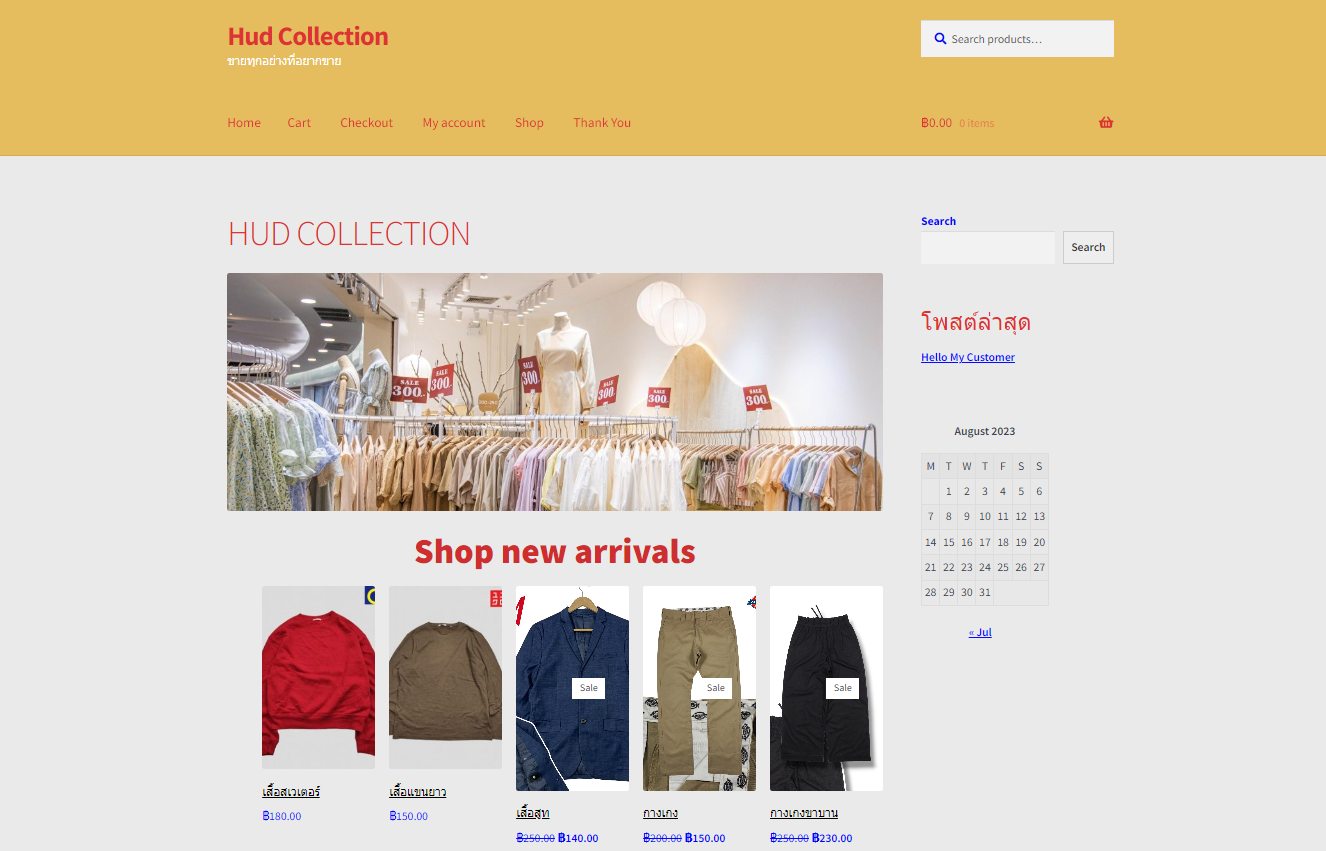 Hud Collection
ขายทุกอย่างที่อยากขาย
Search products…
Home Cart Checkout My account Shop Thank You
฿0.00 0 items
HUD COLLECTION
Search
Search
SALE 300.-
SALE 300.-
SALE 300.-
SALE 300.-
SALE 300.-
SALE 300.-
Shop new arrivals
Sale
Sale
Sale
เสื้อสเวตเตอร์
฿180.00
เสื้อแขนยาว
฿150.00
เสื้อสูท
฿250.00 ฿140.00
กางเกง
฿200.00 ฿150.00
กางเกงขาบาน
฿250.00 ฿230.00
โพสต์ล่าสุด
Hello My Customer
August 2023
M T W T F S S
1 2 3 4 5 6
7 8 9 10 11 12 13
14 15 16 17 18 19 20
21 22 23 24 25 26 27
28 29 30 31
« Jul